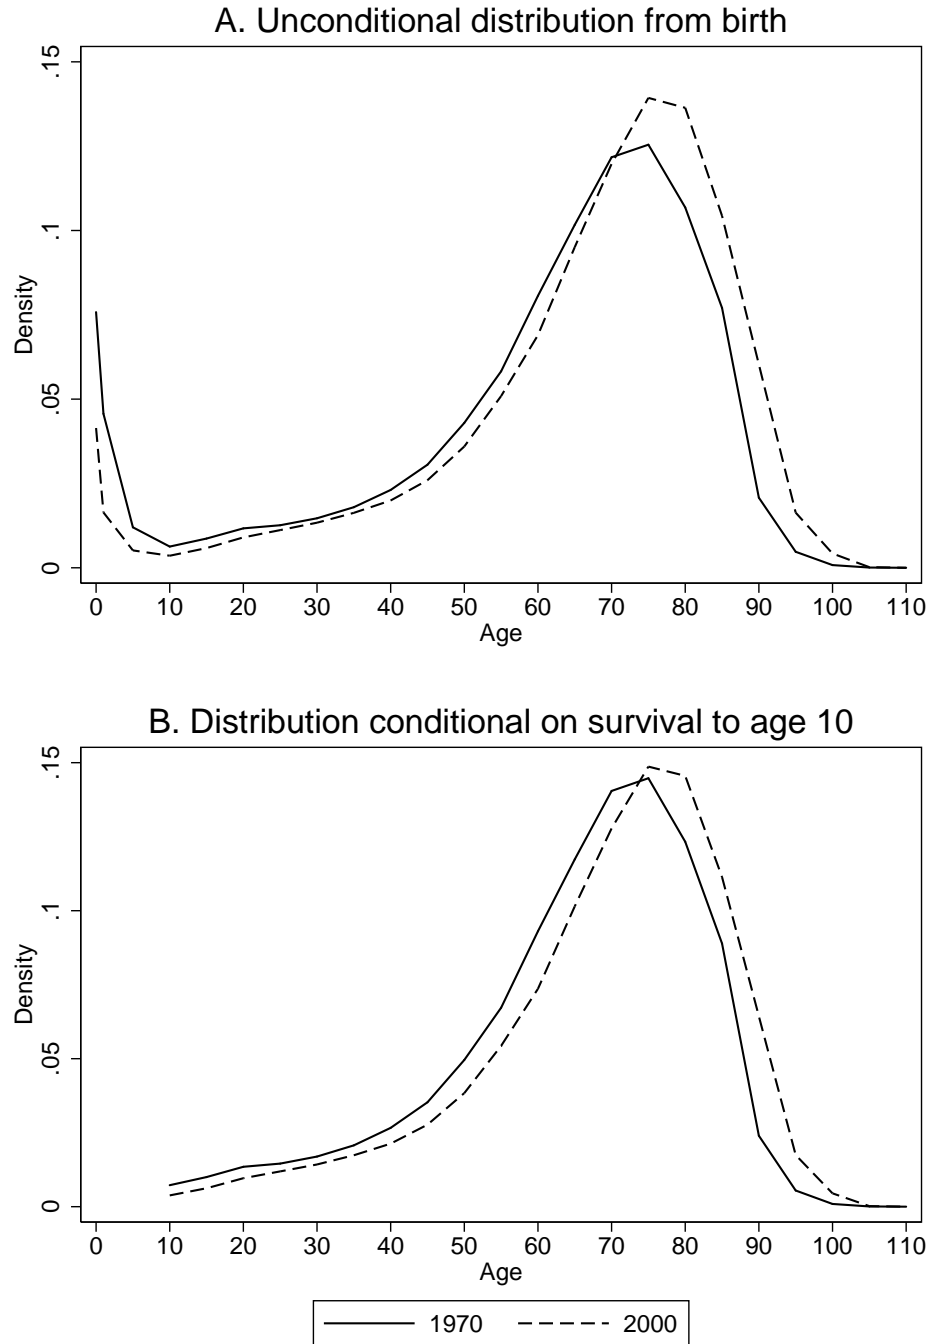 A. Unconditional distribution from birth
.15
.1
.05
0
Density
0 10 20 30 40 50 60 70 80 90 100 110
Age
B. Distribution conditional on survival to age 10
.15
.1
.05
0
Density
0 10 20 30 40 50 60 70 80 90 100 110
Age
1970 2000